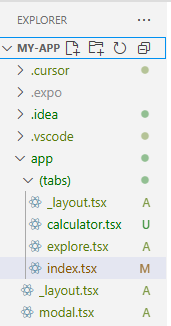 EXPLORER
MY-APP
.cursor
.expo
.idea
.vscode
app
(tabs)
_layout.tsx A
calculator.tsx U
explore.tsx A
index.tsx M
_layout.tsx A
modal.tsx A